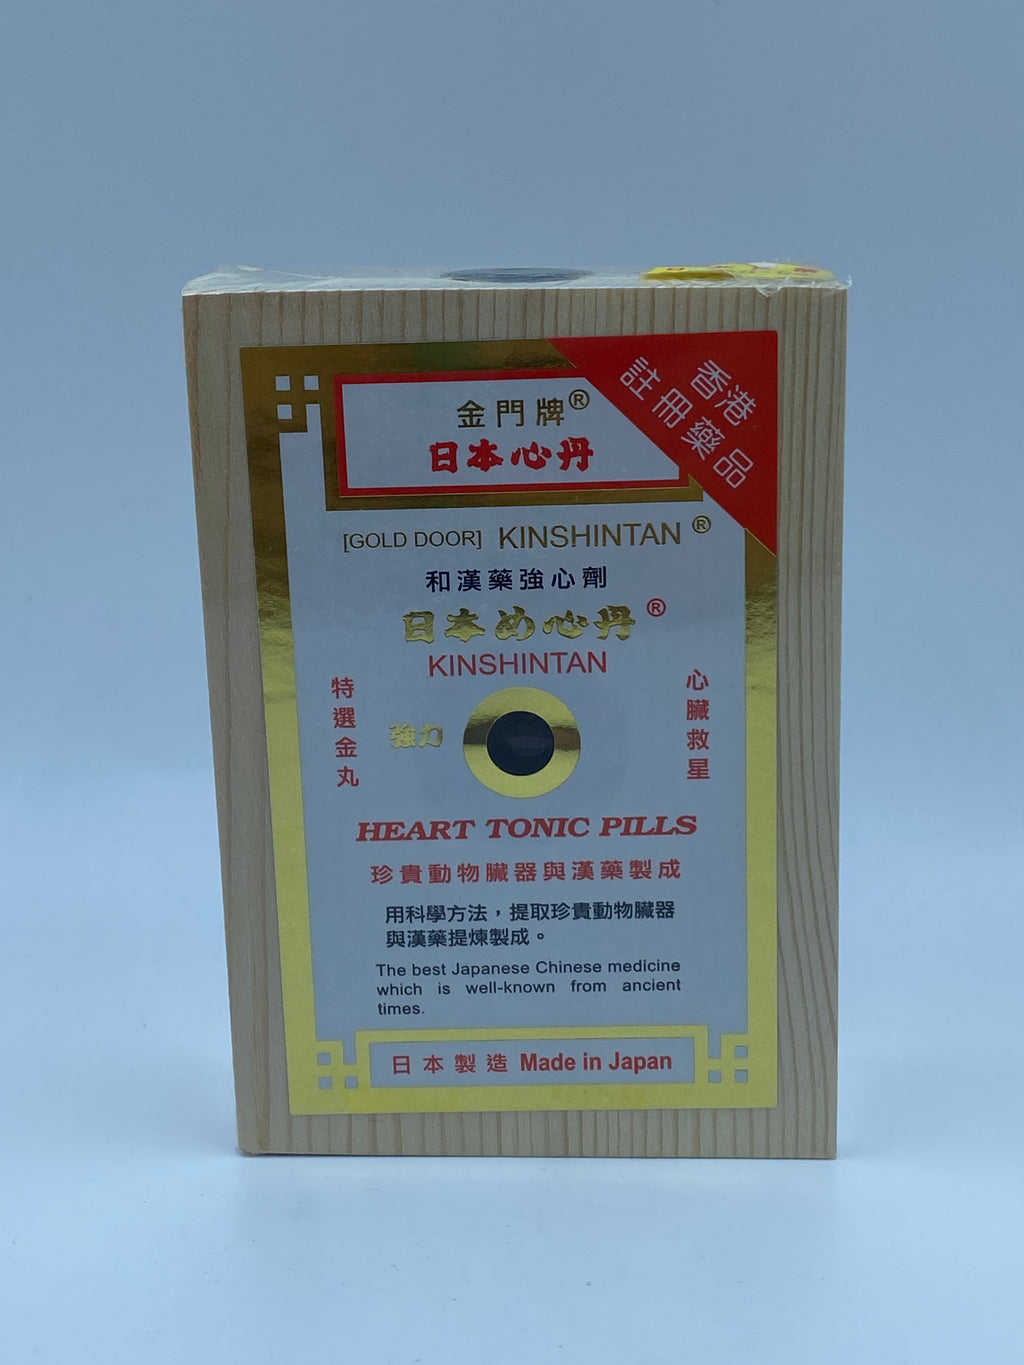 香港
註冊藥品
金門牌®
日本心丹
[GOLD DOOR] KINSHINTAN ®
和漢藥強心劑
日本め心丹 ®
KINSHINTAN
特選金丸
強力
心臟救星
HEART TONIC PILLS
珍貴動物臟器與漢藥製成
用科學方法，提取珍貴動物臟器
與漢藥提煉製成。
The best Japanese Chinese medicine
which is well-known from ancient
times.
日本製造 Made in Japan